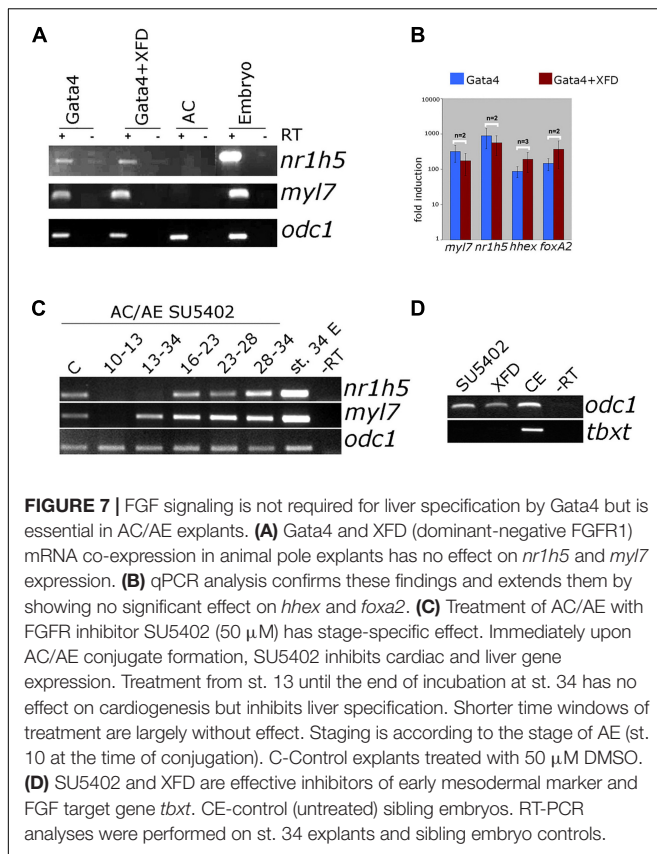 A
Gata4
Gata4+XFD
AC
Embryo
+ - + - + - + - RT
nr1h5
myl7
odc1
B
Gata4 Gata4+XFD
10000
1000
100
10
1
fold induction
n=2 n=2 n=3 n=2
myl7 nr1h5 hhex foxA2
C
AC/AE SU5402
C 10-13 13-34 16-23 23-28 28-34 st. 34 E -RT
nr1h5
myl7
odc1
D
SU5402 XFD CE -RT
odc1
tbxt
FIGURE 7 | FGF signaling is not required for liver specification by Gata4 but is
essential in AC/AE explants. (A) Gata4 and XFD (dominant-negative FGFR1)
mRNA co-expression in animal pole explants has no effect on nr1h5 and myl7
expression. (B) qPCR analysis confirms these findings and extends them by
showing no significant effect on hhex and foxa2. (C) Treatment of AC/AE with
FGFR inhibitor SU5402 (50 μM) has stage-specific effect. Immediately upon
AC/AE conjugate formation, SU5402 inhibits cardiac and liver gene
expression. Treatment from st. 13 until the end of incubation at st. 34 has no
effect on cardiogenesis but inhibits liver specification. Shorter time windows of
treatment are largely without effect. Staging is according to the stage of AE (st.
10 at the time of conjugation). C-Control explants treated with 50 μM DMSO.
(D) SU5402 and XFD are effective inhibitors of early mesodermal marker and
FGF target gene tbxt. CE-control (untreated) sibling embryos. RT-PCR
analyses were performed on st. 34 explants and sibling embryo controls.